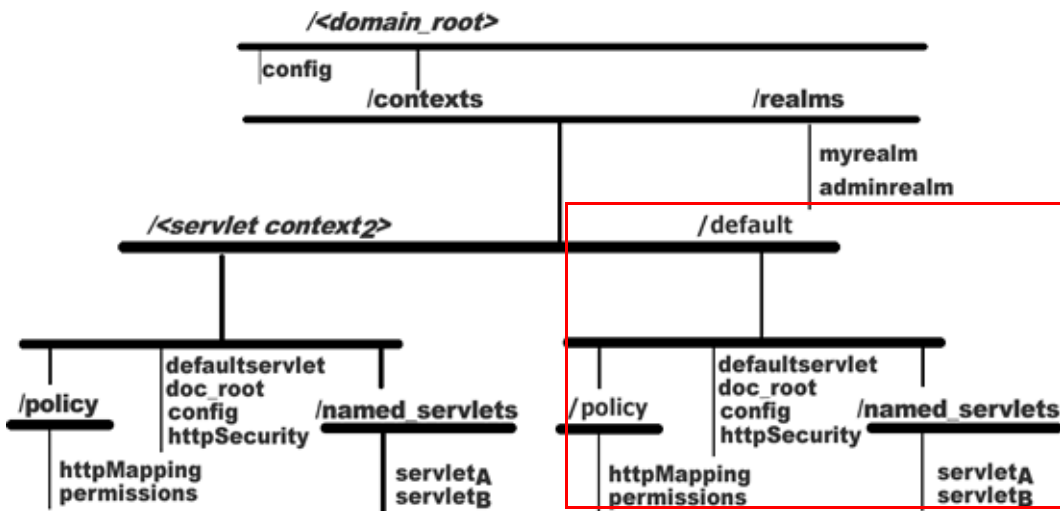 /<domain_root>
config
/contexts
/realms
myrealm
adminrealm
/<servlet context2>
/default
/policy
httpMapping
permissions
defaultservlet
doc_root
config
httpSecurity
/named_servlets
servletA
servletB
/policy
httpMapping
permissions
defaultservlet
doc_root
config
httpSecurity
/named_servlets
servletA
servletB